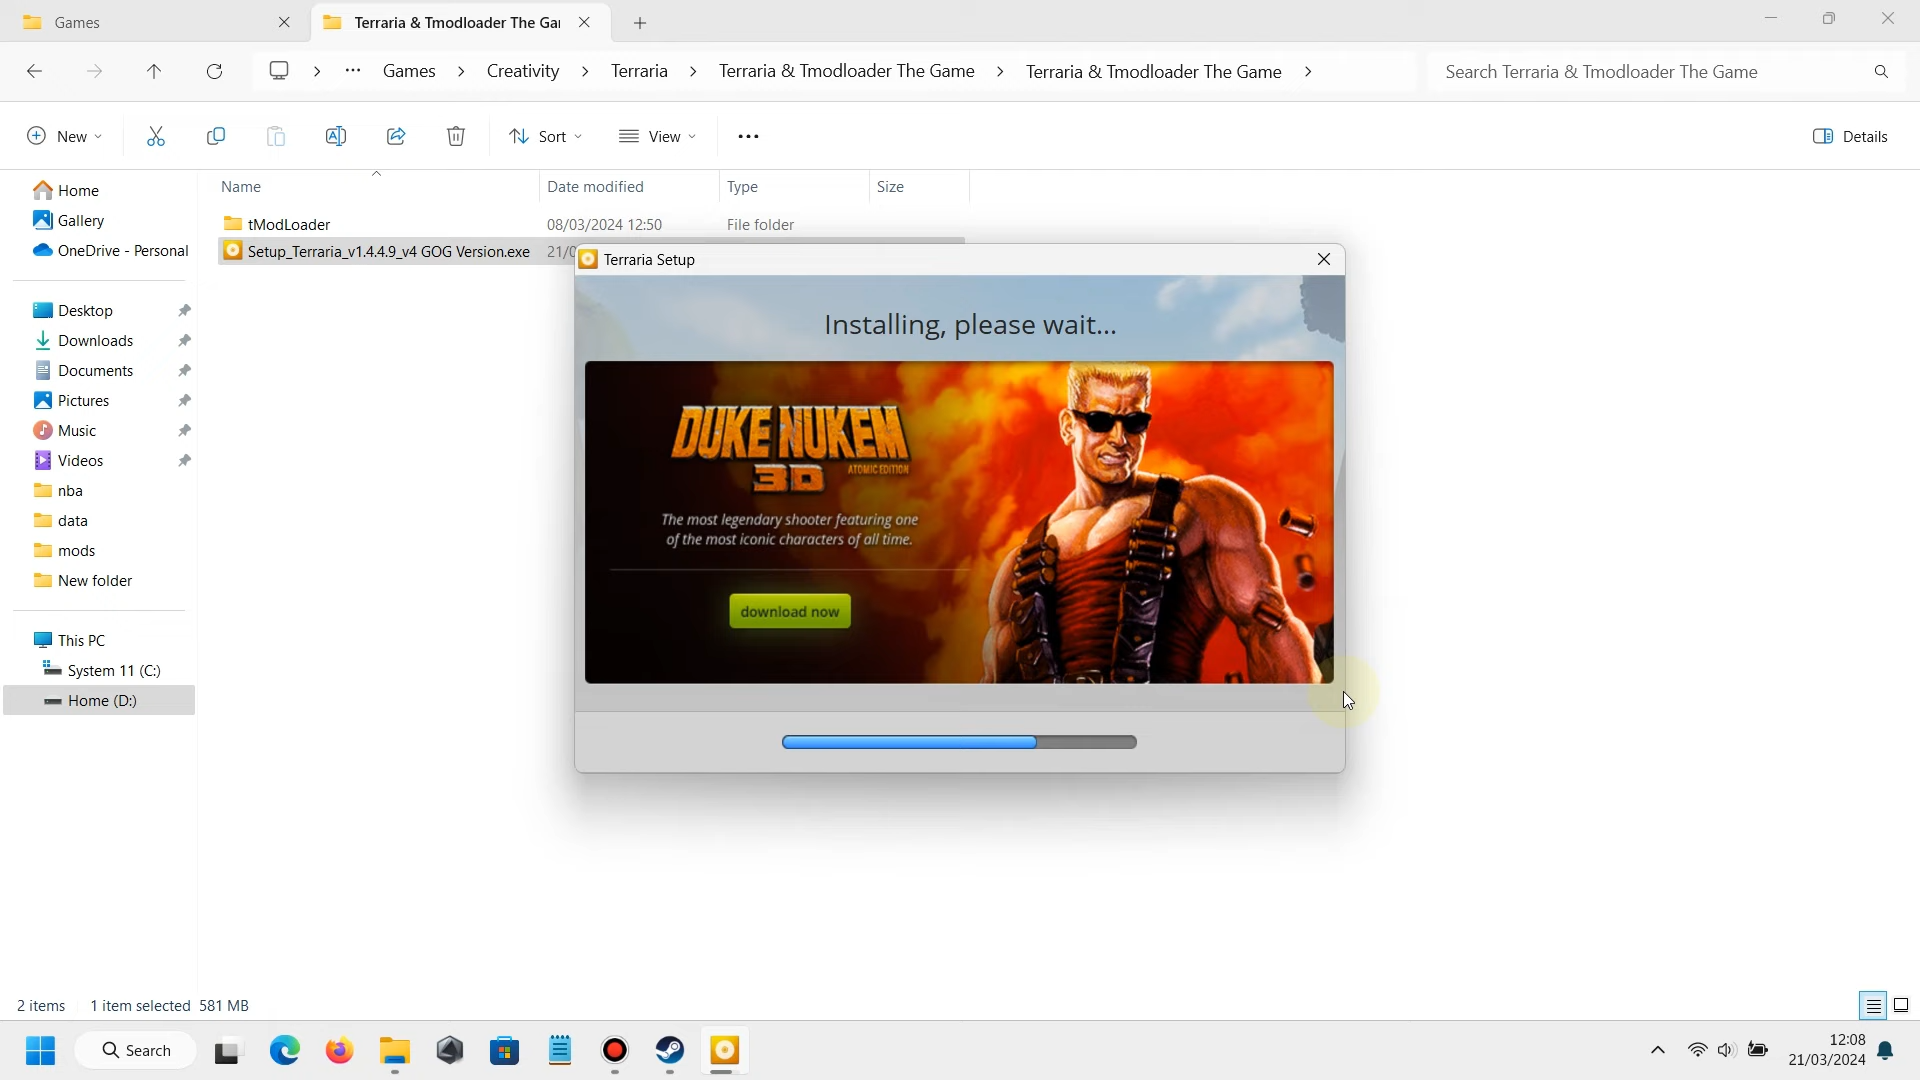 Games
Terraria & Tmodloader The Gar
Games
Creativity
Terraria
Terraria & Tmodloader The Game
Terraria & Tmodloader The Game
Search Terraria & Tmodloader The Game
New
Sort
View
Details
Home
Gallery
OneDrive - Personal
Desktop
Downloads
Documents
Pictures
Music
Videos
nba
data
mods
New folder
This PC
System 11 (C:)
Home (D:)
Name
Date modified
Type
Size
tModLoader
08/03/2024 12:50
File folder
Setup_Terraria_v1.4.4.9_v4 GOG Version.exe
21/0
Terraria Setup
Installing, please wait...
DUKE NUKEM
3D
ATOMIC EDITION
The most legendary shooter featuring one
of the most iconic characters of all time.
download now
2 items
1 item selected 581 MB
Search
12:08
21/03/2024